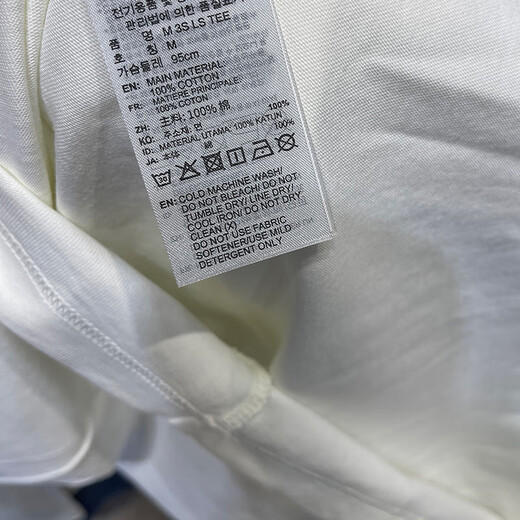 전기용품 및
관리법에 의한 품질표시
품 명 M 3S LS TEE
호 칭 M
가슴둘레 95cm
EN: MAIN MATERIAL
100% COTTON
FR: MATIERE PRINCIPALE:
100% COTON
ZH: 主料: 100% 棉
KO: 주소재: 면 100%
ID: MATERIAL UTAMA: 100% KATUN
JA: 本体 綿 100%
30
EN: COLD MACHINE WASH/
DO NOT BLEACH/ DO NOT
TUMBLE DRY/ LINE DRY/
COOL IRON/ DO NOT DRY
CLEAN (X)
DO NOT USE FABRIC
SOFTENER/USE MILD
DETERGENT ONLY